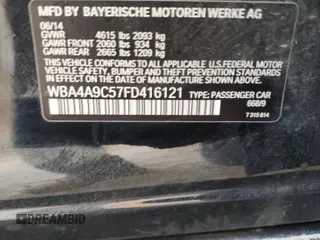 MFD BY BAYERISCHE MOTOREN WERKE AG
06/14
GVWR 4615 lbs 2093 kg
GAWR FRONT 2060 lbs 934 kg
GAWR REAR 2665 lbs 1209 kg
THIS VEHICLE CONFORMS TO ALL APPLICABLE U.S. FEDERAL
MOTOR VEHICLE SAFETY, BUMPER, AND THEFT PREVENTION
STANDARDS IN EFFECT ON THE DATE OF MANUFACTURE
SHOWN ABOVE.
WBA4A9C57FD416121 TYPE: PASSENGER CAR
668/9
7 315 814
DREAMBID